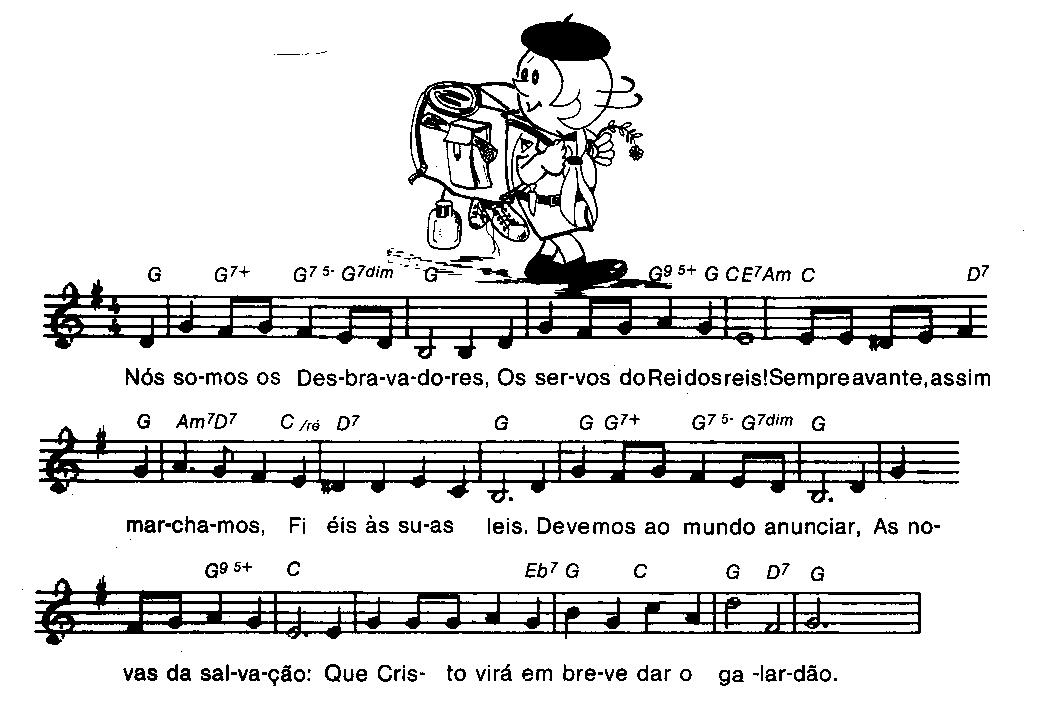 G G7+ G7 5- G7dim G G9 5+ G C E7 Am C D7
4
4
Nós so-mos os Des-bra-va-do-res, Os ser-vos do Rei dos reis! Sempre avante, assim
G Am7 D7 C /ré D7 G G G7+ G7 5- G7dim G
mar-cha-mos, Fi éis às su-as leis. Devemos ao mundo anunciar, As no-
G9 5+ C Eb7 G C G D7 G
vas da sal-va-ção: Que Cris- to virá em bre-ve dar o ga -lar-dão.